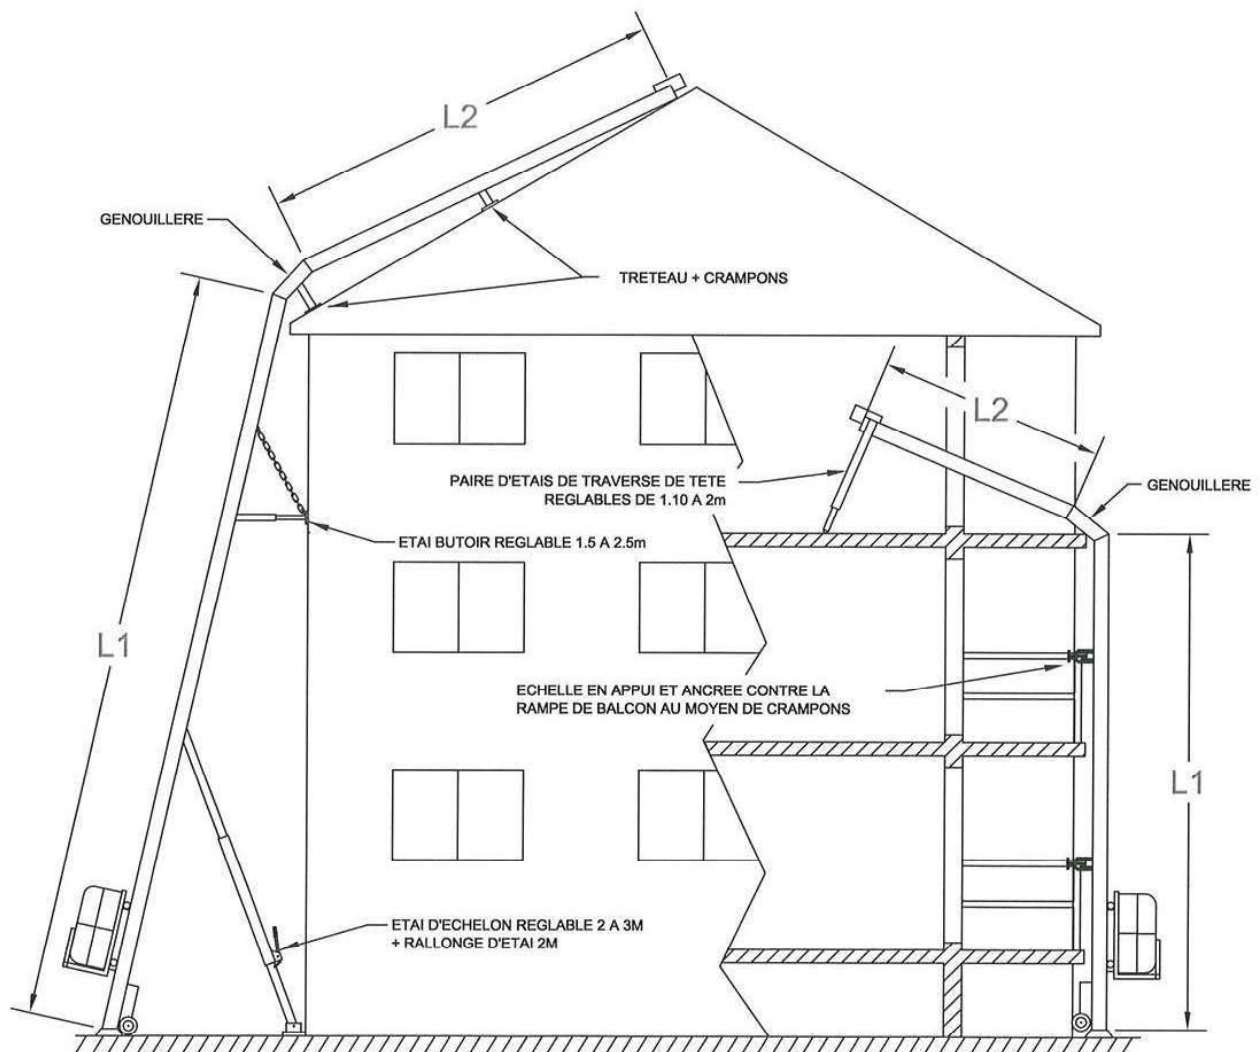 L2
GENOUILLERE
TRETEAU + CRAMPONS
L2
PAIRE D'ETAIS DE TRAVERSE DE TETE
REGLABLES DE 1.10 A 2m
GENOUILLERE
ETAI BUTOIR REGLABLE 1.5 A 2.5m
L1
ECHELLE EN APPUI ET ANCREE CONTRE LA
RAMPE DE BALCON AU MOYEN DE CRAMPONS
L1
ETAI D'ECHELON REGLABLE 2 A 3M
+ RALLONGE D'ETAI 2M